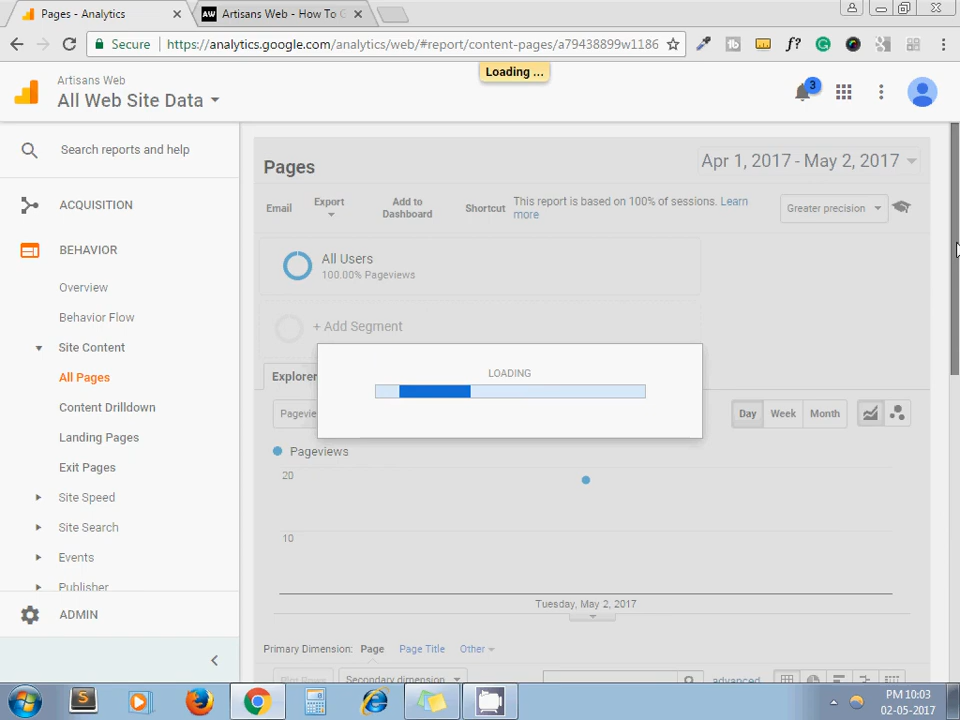 Pages - Analytics
Artisans Web - How To G
Secure
https://analytics.google.com/analytics/web/#report/content-pages/a79438899w1186
Loading ...
Artisans Web
All Web Site Data
3
Search reports and help
ACQUISITION
BEHAVIOR
Overview
Behavior Flow
Site Content
All Pages
Content Drilldown
Landing Pages
Exit Pages
Site Speed
Site Search
Events
Publisher
ADMIN
Pages
Apr 1, 2017 - May 2, 2017
Email
Export
Add to
Dashboard
Shortcut
This report is based on 100% of sessions. Learn
more
Greater precision
All Users
100.00% Pageviews
+ Add Segment
Explorer
LOADING
Pagevie
Day
Week
Month
Pageviews
20
10
Tuesday, May 2, 2017
Primary Dimension:
Page
Page Title
Other
Plot Rows
Secondary dimension
advanced
PM 10:03
02-05-2017